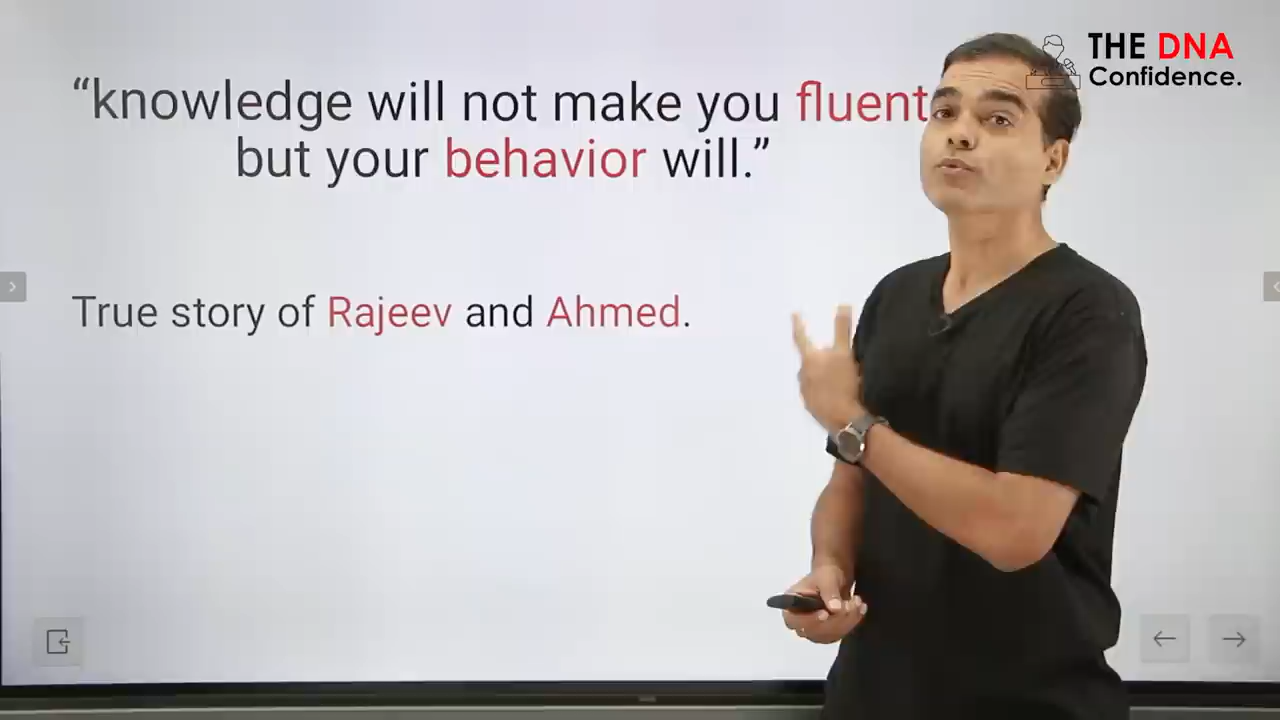 THE DNA
Confidence.
“knowledge will not make you fluent
but your behavior will.”
True story of Rajeev and Ahmed.